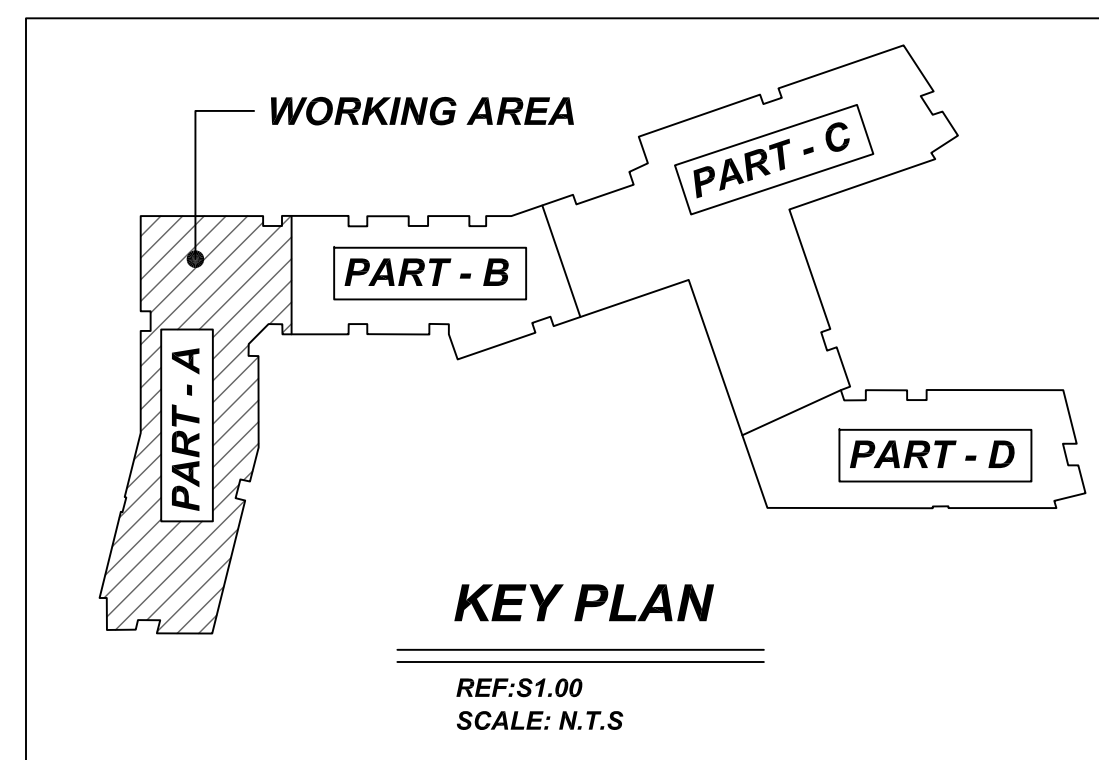 WORKING AREA
PART - C
PART - B
PART - A
PART - D
KEY PLAN
REF:S1.00
SCALE: N.T.S